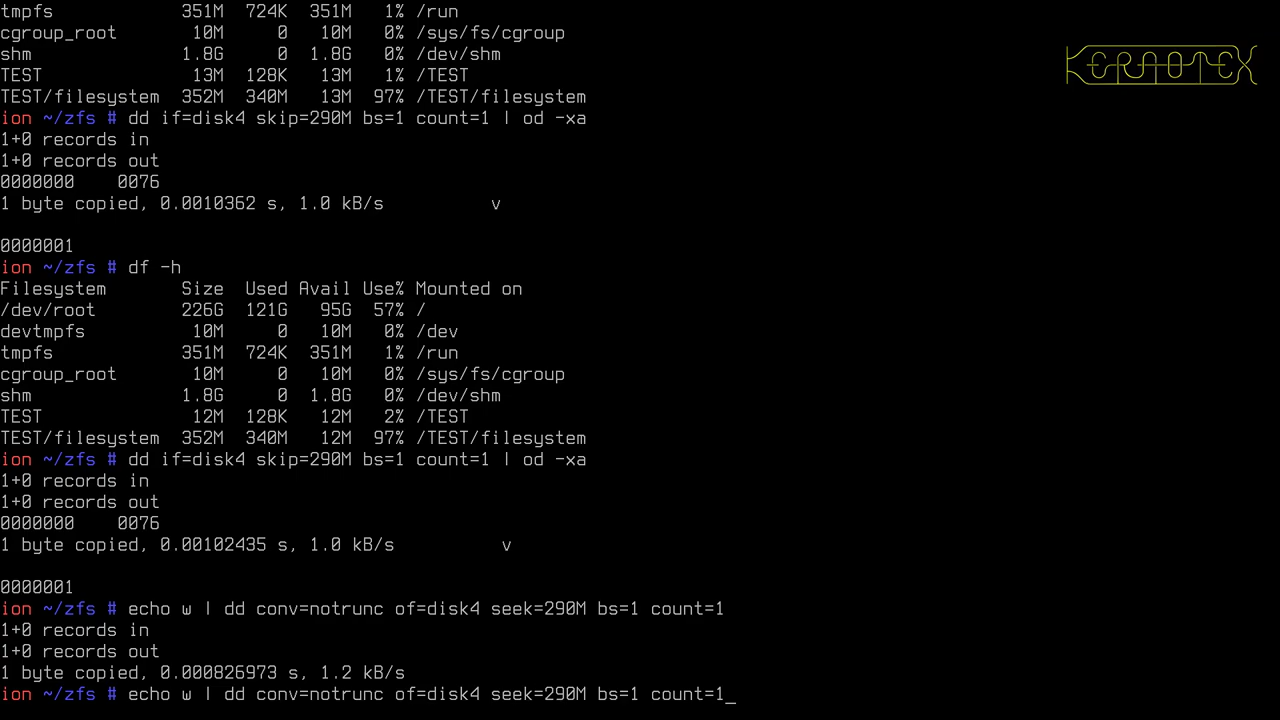 tmpfs 351M 724K 351M 1% /run
cgroup_root 10M 0 10M 0% /sys/fs/cgroup
shm 1.8G 0 1.8G 0% /dev/shm
TEST 13M 128K 13M 1% /TEST
TEST/filesystem 352M 340M 13M 97% /TEST/filesystem
ion ~/zfs # dd if=disk4 skip=290M bs=1 count=1 | od -xa
1+0 records in
1+0 records out
0000000 0076
1 byte copied, 0.0010362 s, 1.0 kB/s v
0000001
ion ~/zfs # df -h
Filesystem Size Used Avail Use% Mounted on
/dev/root 226G 121G 95G 57% /
devtmpfs 10M 0 10M 0% /dev
tmpfs 351M 724K 351M 1% /run
cgroup_root 10M 0 10M 0% /sys/fs/cgroup
shm 1.8G 0 1.8G 0% /dev/shm
TEST 12M 128K 12M 2% /TEST
TEST/filesystem 352M 340M 12M 97% /TEST/filesystem
ion ~/zfs # dd if=disk4 skip=290M bs=1 count=1 | od -xa
1+0 records in
1+0 records out
0000000 0076
1 byte copied, 0.00102435 s, 1.0 kB/s v
0000001
ion ~/zfs # echo w | dd conv=notrunc of=disk4 seek=290M bs=1 count=1
1+0 records in
1+0 records out
1 byte copied, 0.000826973 s, 1.2 kB/s
ion ~/zfs # echo w | dd conv=notrunc of=disk4 seek=290M bs=1 count=1_